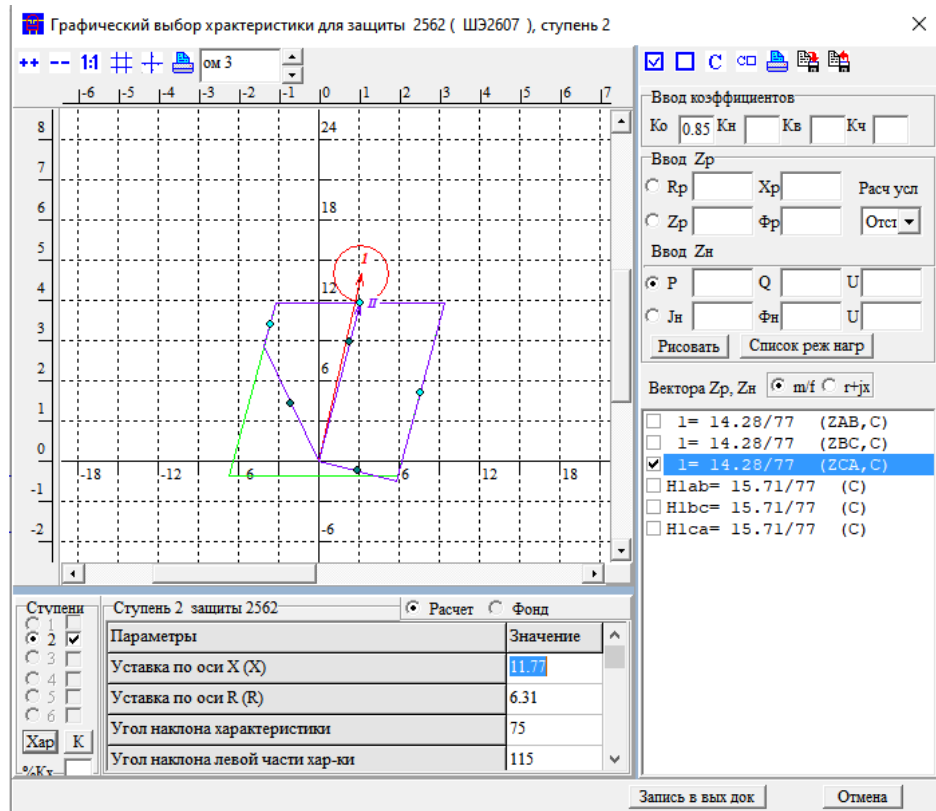 Графический выбор храктеристики для защиты 2562 ( ШЭ2607 ), ступень 2
++ -- 1:1 ом 3
C
-6 -5 -4 -3 -2 -1 0 1 2 3 4 5 6 7
8 24
7
6 18
5
I
4 12 II
3
2 6
1
0
-18 -12 6 6 12 18
-1
-2 -6
Ввод коэффициентов
Ко 0.85 Кн Кв Кч
Ввод Zр
Rр Хр Расч усл
Zр Фр Отст
Ввод Zн
P Q U
Jн Фн U
Рисовать Список реж нагр
Вектора Zр, Zн m/f r+jx
1= 14.28/77 (ZAB,C)
1= 14.28/77 (ZBC,C)
1= 14.28/77 (ZCA,C)
H1ab= 15.71/77 (C)
H1bc= 15.71/77 (C)
H1ca= 15.71/77 (C)
Ступени
1
2
3
4
5
6
Хар К
%Кх
Ступень 2 защиты 2562 Расчет Фонд
Параметры Значение
Уставка по оси X (X) 11.77
Уставка по оси R (R) 6.31
Угол наклона характеристики 75
Угол наклона левой части хар-ки 115
Запись в вых док Отмена